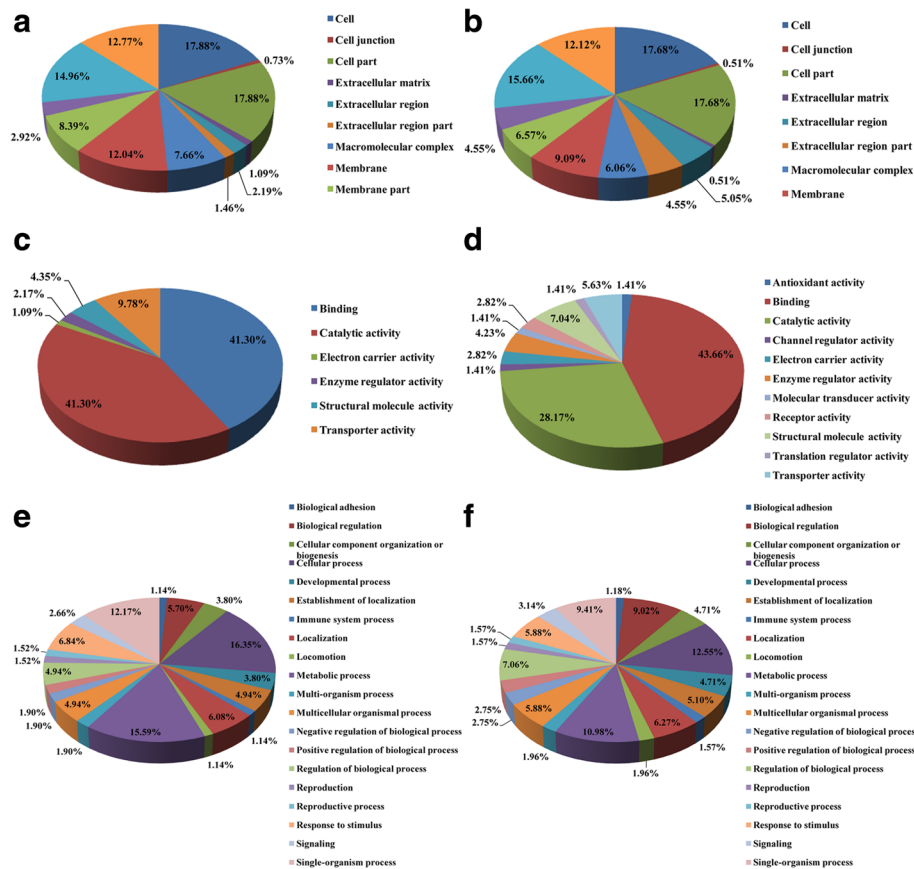 a
12.77%
17.88%
0.73%
14.96%
17.88%
2.92%
8.39%
12.04%
7.66%
1.09%
2.19%
1.46%
Cell
Cell junction
Cell part
Extracellular matrix
Extracellular region
Extracellular region part
Macromolecular complex
Membrane
Membrane part
b
12.12%
17.68%
0.51%
15.66%
17.68%
4.55%
6.57%
9.09%
6.06%
0.51%
5.05%
4.55%
Cell
Cell junction
Cell part
Extracellular matrix
Extracellular region
Extracellular region part
Macromolecular complex
Membrane
c
4.35%
9.78%
2.17%
1.09%
41.30%
41.30%
Binding
Catalytic activity
Electron carrier activity
Enzyme regulator activity
Structural molecule activity
Transporter activity
d
1.41%
5.63%
1.41%
2.82%
7.04%
1.41%
4.23%
2.82%
1.41%
43.66%
28.17%
Antioxidant activity
Binding
Catalytic activity
Channel regulator activity
Electron carrier activity
Enzyme regulator activity
Molecular transducer activity
Receptor activity
Structural molecule activity
Translation regulator activity
Transporter activity
e
1.14%
3.80%
5.70%
12.17%
2.66%
6.84%
16.35%
1.52%
1.52%
4.94%
3.80%
4.94%
1.90%
4.94%
1.90%
6.08%
1.14%
15.59%
1.90%
1.14%
Biological adhesion
Biological regulation
Cellular component organization or
biogenesis
Cellular process
Developmental process
Establishment of localization
Immune system process
Localization
Locomotion
Metabolic process
Multi-organism process
Multicellular organismal process
Negative regulation of biological process
Positive regulation of biological process
Regulation of biological process
Reproduction
Reproductive process
Response to stimulus
Signaling
Single-organism process
f
1.18%
4.71%
9.02%
9.41%
3.14%
5.88%
12.55%
1.57%
1.57%
7.06%
4.71%
5.10%
2.75%
5.88%
2.75%
6.27%
1.57%
10.98%
1.96%
1.96%
Biological adhesion
Biological regulation
Cellular component organization or
biogenesis
Cellular process
Developmental process
Establishment of localization
Immune system process
Localization
Locomotion
Metabolic process
Multi-organism process
Multicellular organismal process
Negative regulation of biological process
Positive regulation of biological process
Regulation of biological process
Reproduction
Reproductive process
Response to stimulus
Signaling
Single-organism process